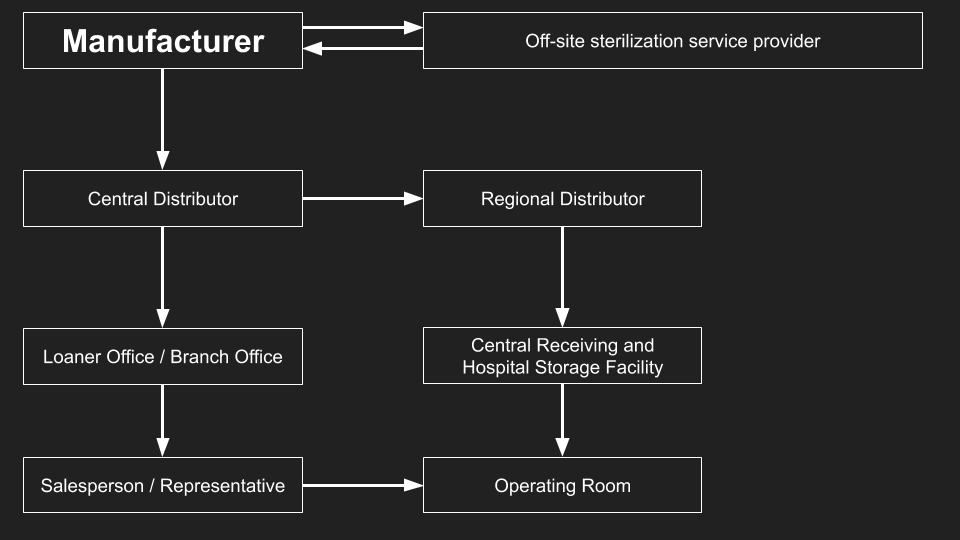 Manufacturer
Off-site sterilization service provider
Central Distributor
Regional Distributor
Loaner Office / Branch Office
Central Receiving and
Hospital Storage Facility
Salesperson / Representative
Operating Room